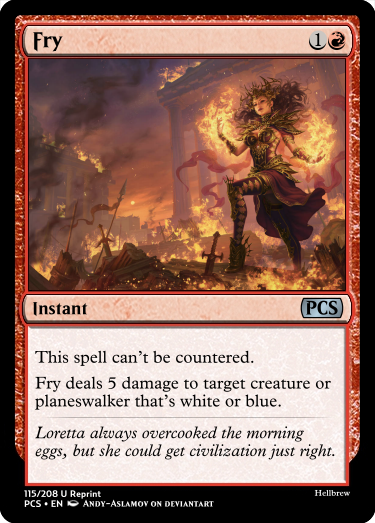 Fry
1
Instant
PCS
This spell can't be countered.
Fry deals 5 damage to target creature or
planeswalker that's white or blue.
Loretta always overcooked the morning
eggs, but she could get civilization just right.
115/208 U Reprint
Hellbrew
PCS • EN ANDY-ASLAMOV ON DEVIANTART